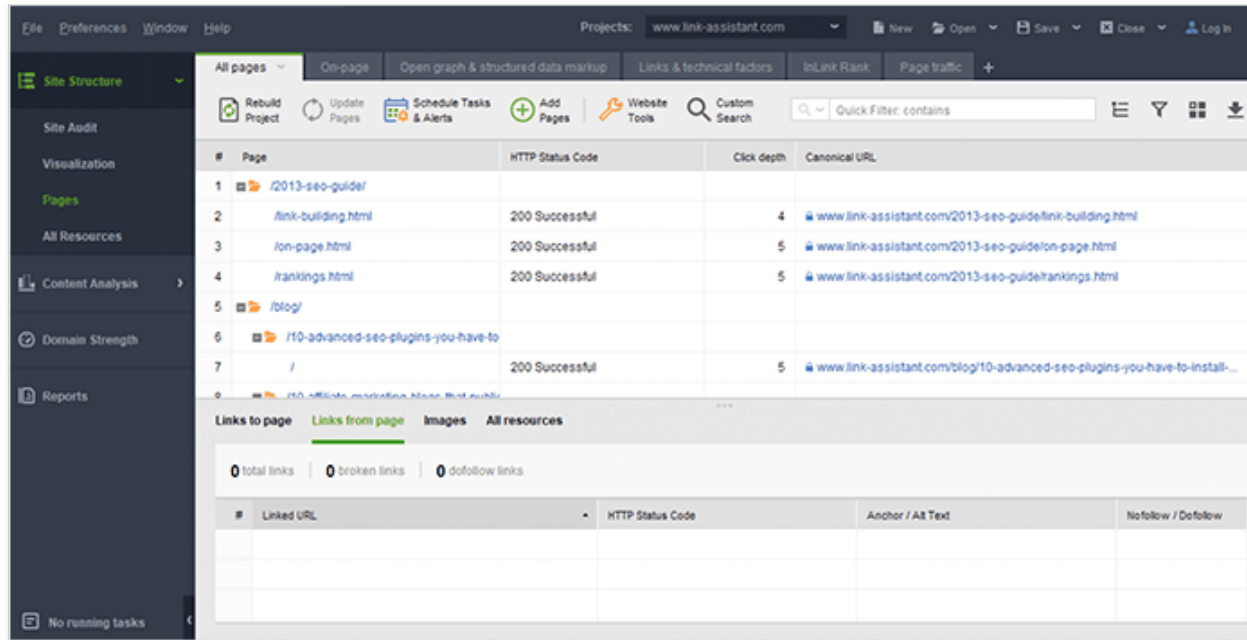 File Preferences Window Help Projects: www.link-assistant.com New Open Save Close Log In
Site Structure
Site Audit
Visualization
Pages
All Resources
Content Analysis
Domain Strength
Reports
No running tasks
All pages On-page Open graph & structured data markup Links & technical factors InLink Rank Page traffic +
Rebuild Project Update Pages Schedule Tasks & Alerts Add Pages Website Tools Custom Search Quick Filter: contains
# Page HTTP Status Code Click depth Canonical URL
1 /2013-seo-guide/
2 /link-building.html 200 Successful 4 www.link-assistant.com/2013-seo-guide/link-building.html
3 /on-page.html 200 Successful 5 www.link-assistant.com/2013-seo-guide/on-page.html
4 /rankings.html 200 Successful 5 www.link-assistant.com/2013-seo-guide/rankings.html
5 /blog/
6 /10-advanced-seo-plugins-you-have-to
7 / 200 Successful 5 www.link-assistant.com/blog/10-advanced-seo-plugins-you-have-to-install-...
Links to page Links from page Images All resources
0 total links 0 broken links 0 dofollow links
# Linked URL HTTP Status Code Anchor / Alt Text Nofollow / Dofollow